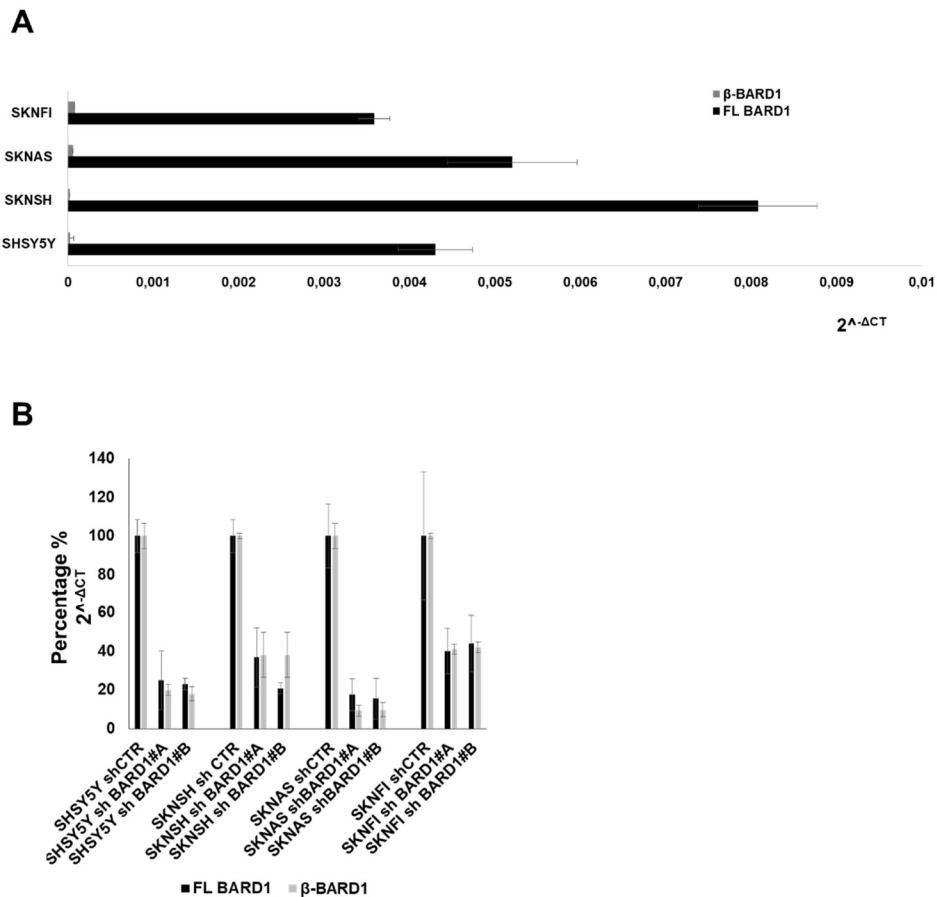 A
SKNFI
SKNAS
SKNSH
SHSY5Y
β-BARD1
FL BARD1
0 0,001 0,002 0,003 0,004 0,005 0,006 0,007 0,008 0,009 0,01
2^-ΔCT
B
Percentage %
2^-ΔCT
140
120
100
80
60
40
20
0
SHSY5Y shCTR
SHSY5Y sh BARD1#A
SHSY5Y sh BARD1#B
SKNSH sh CTR
SKNSH sh BARD1#A
SKNSH sh BARD1#B
SKNAS shCTR
SKNAS shBARD1#A
SKNAS shBARD1#B
SKNFI shCTR
SKNFI sh BARD1#A
SKNFI sh BARD1#B
FL BARD1 β-BARD1